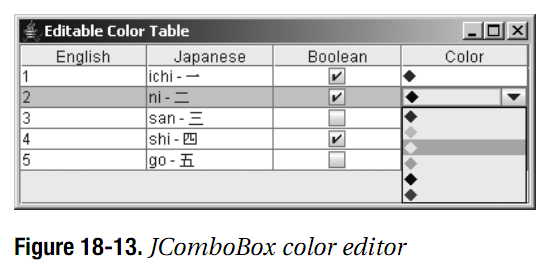 Editable Color Table
English Japanese Boolean Color
1 ichi - 一
2 ni - 二
3 san - 三
4 shi - 四
5 go - 五
Figure 18-13. JComboBox color editor